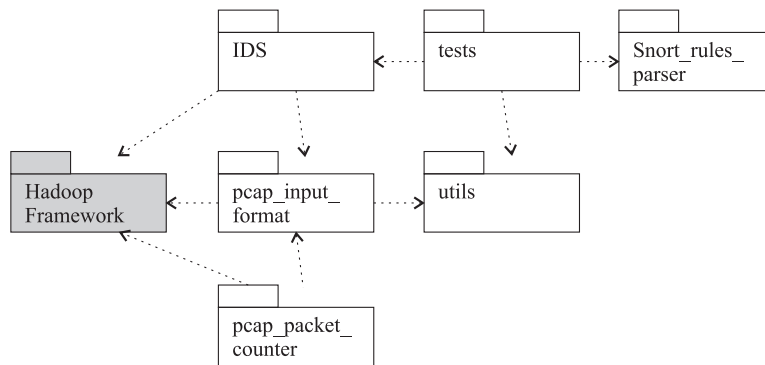 IDS
tests
Snort_rules_
parser
Hadoop
Framework
pcap_input_
format
utils
pcap_packet_
counter